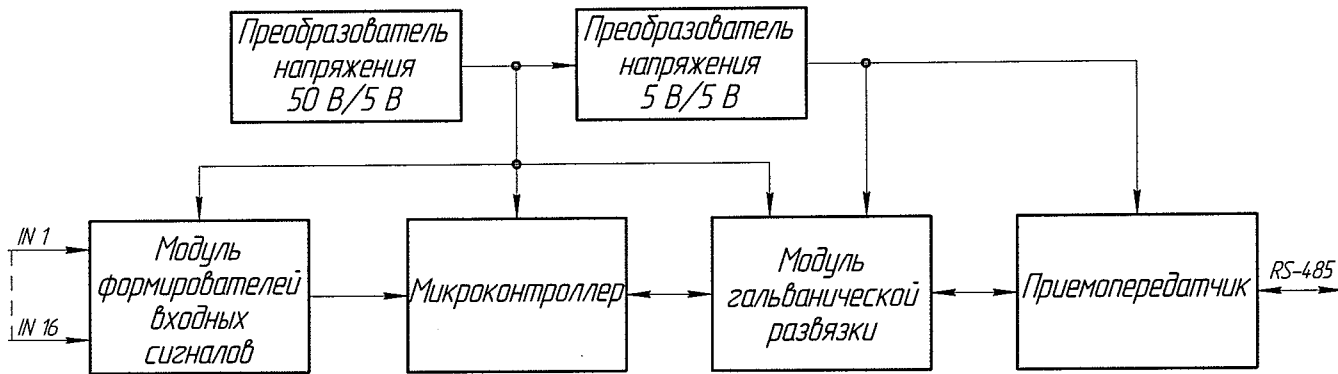 Преобразователь
напряжения
50 В/5 В
Преобразователь
напряжения
5 В/5 В
IN 1
IN 16
Модуль
формирователей
входных
сигналов
Микроконтроллер
Модуль
гальванической
развязки
Приемопередатчик
RS-485